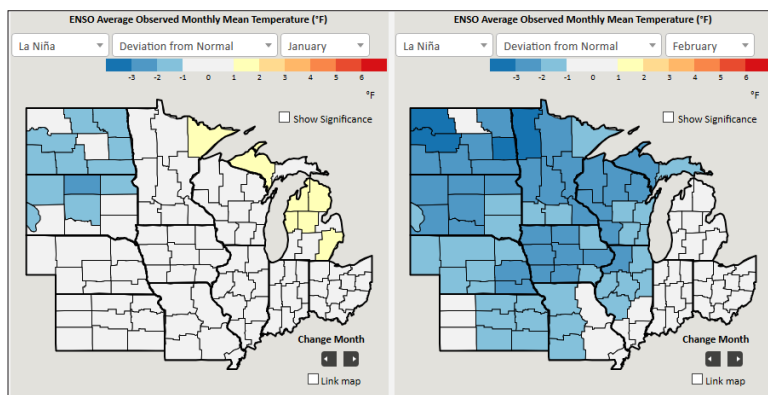 ENSO Average Observed Monthly Mean Temperature (°F)
La Niña Deviation from Normal January
-3 -2 -1 0 1 2 3 4 5 6
°F
Show Significance
Change Month
Link map
ENSO Average Observed Monthly Mean Temperature (°F)
La Niña Deviation from Normal February
-3 -2 -1 0 1 2 3 4 5 6
°F
Show Significance
Change Month
Link map